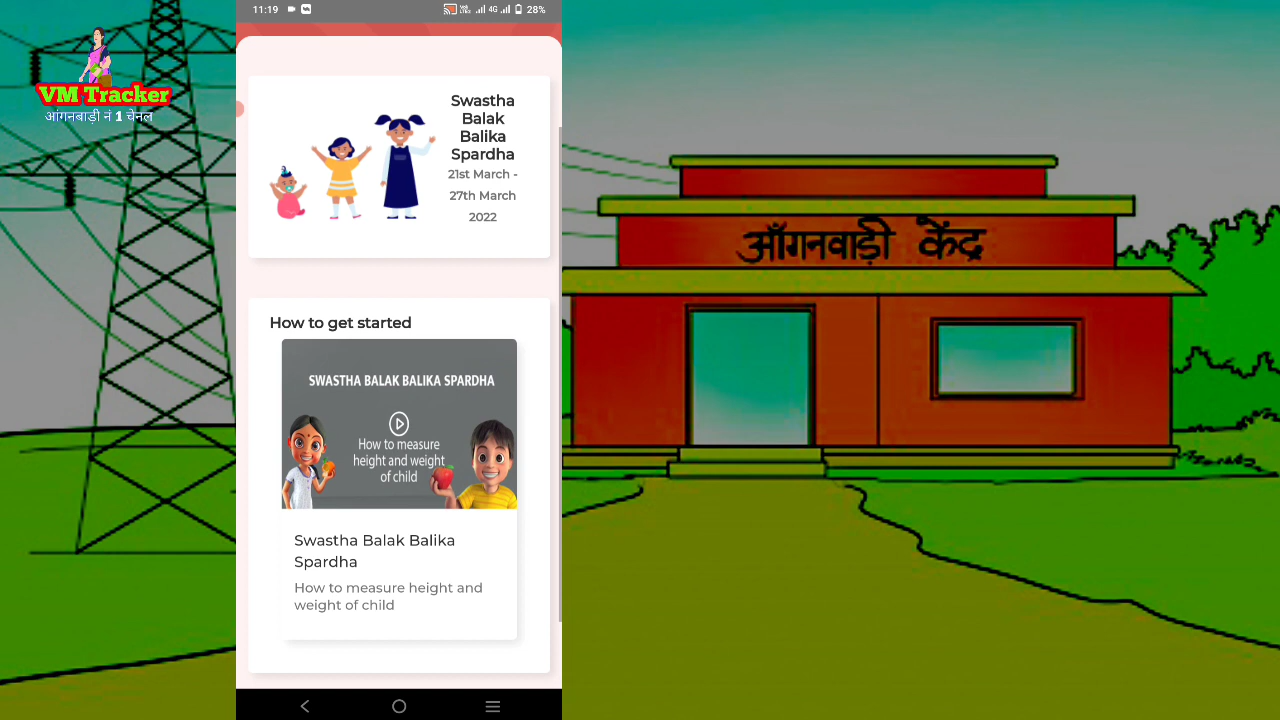 11:19
4G
28%
VM Tracker
आंगनबाड़ी नं 1 चेनल
Swastha
Balak
Balika
Spardha
21st March -
27th March
2022
How to get started
SWASTHA BALAK BALIKA SPARDHA
How to measure
height and weight
of child
Swastha Balak Balika
Spardha
How to measure height and
weight of child
आँगनवाड़ी केंद्र